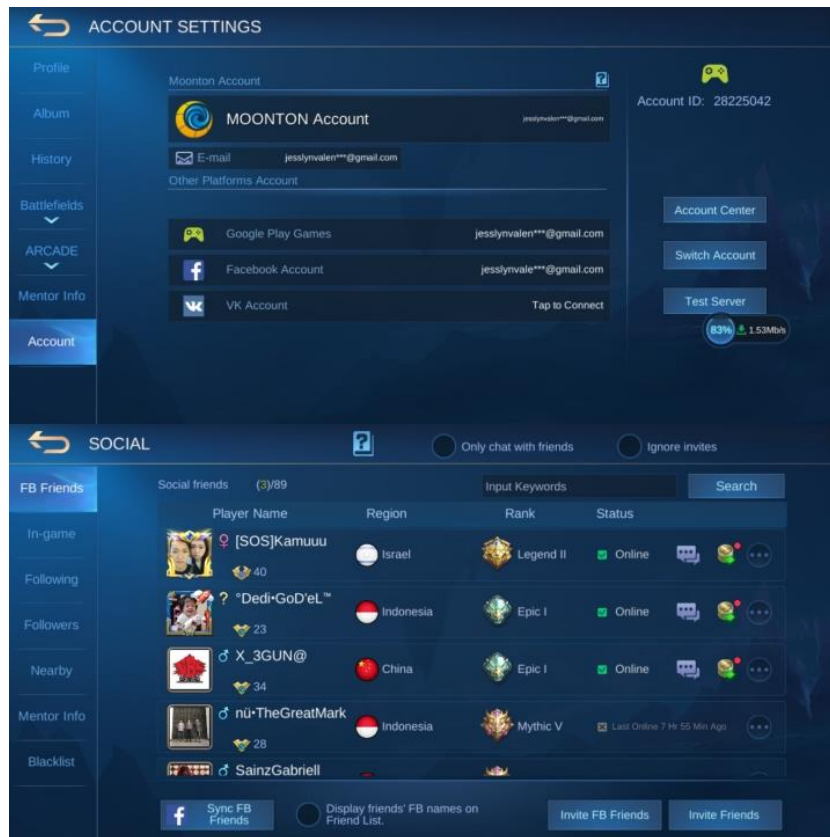 ACCOUNT SETTINGS
Profile
Album
History
Battlefields
ARCADE
Mentor Info
Account
Moonton Account
MOONTON Account
jesslynvalen***@gmail.com
E-mail jesslynvalen***@gmail.com
Other Platforms Account
Google Play Games jesslynvalen***@gmail.com
Facebook Account jesslynvale***@gmail.com
VK Account Tap to Connect
Account ID: 28225042
Account Center
Switch Account
Test Server
83% 1.53Mb/s
SOCIAL
Only chat with friends
Ignore invites
FB Friends
In-game
Following
Followers
Nearby
Mentor Info
Blacklist
Social friends (3)/89
Input Keywords
Search
Player Name Region Rank Status
[SOS]Kamuuu
40
Israel Legend II Online
°Dedi•GoD'eL™
23
Indonesia Epic I Online
X_3GUN@
34
China Epic I Online
nü•TheGreatMark
28
Indonesia Mythic V Last Online 7 Hr 55 Min Ago
SainzGabriell
Sync FB
Friends
Display friends' FB names on
Friend List.
Invite FB Friends
Invite Friends